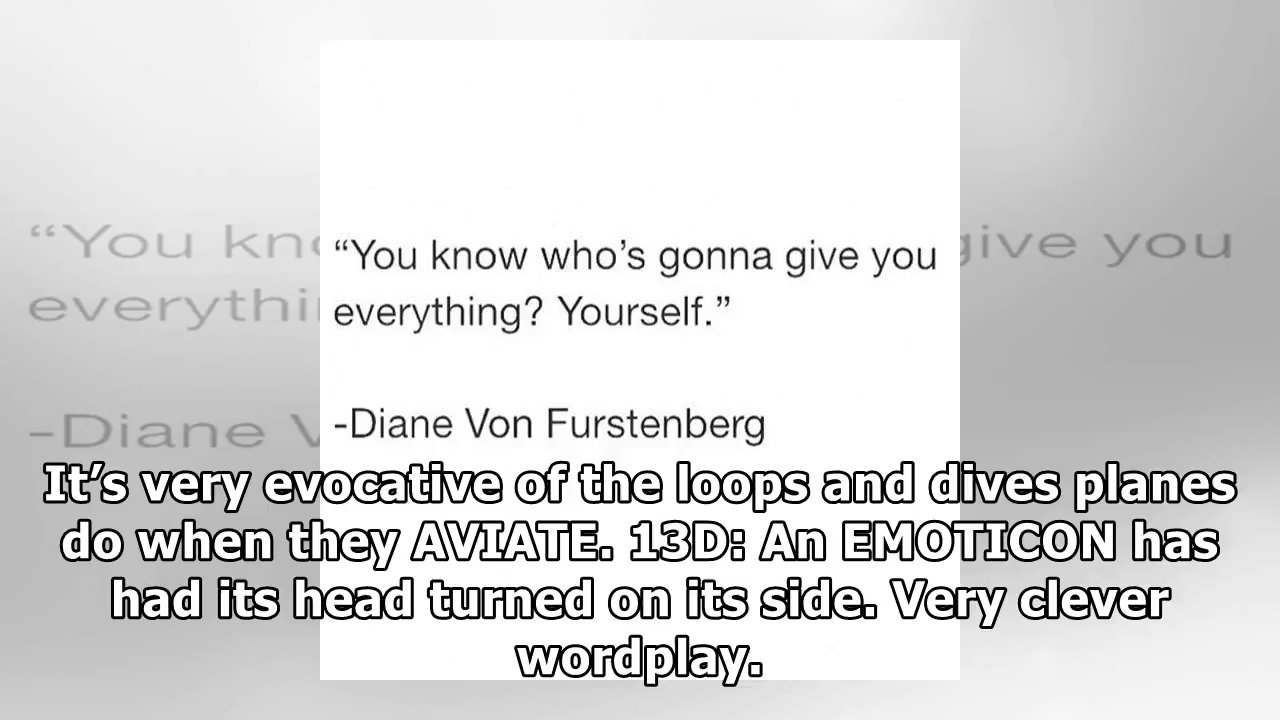 “You know who’s gonna give you
everything? Yourself.”
-Diane Von Furstenberg
It’s very evocative of the loops and dives planes
do when they AVIATE. 13D: An EMOTICON has
had its head turned on its side. Very clever
wordplay.